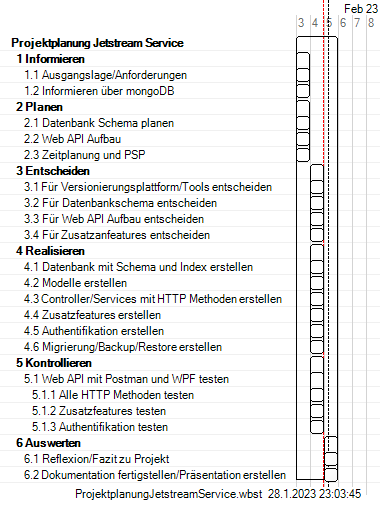 Feb 23
3 4 5 6 7 8
Projektplanung Jetstream Service
1 Informieren
1.1 Ausgangslage/Anforderungen
1.2 Informieren über mongoDB
2 Planen
2.1 Datenbank Schema planen
2.2 Web API Aufbau
2.3 Zeitplanung und PSP
3 Entscheiden
3.1 Für Versionierungsplattform/Tools entscheiden
3.2 Für Datenbankschema entscheiden
3.3 Für Web API Aufbau entscheiden
3.4 Für Zusatzanfeatures entscheiden
4 Realisieren
4.1 Datenbank mit Schema und Index erstellen
4.2 Modelle erstellen
4.3 Controller/Services mit HTTP Methoden erstellen
4.4 Zusatzfeatures erstellen
4.5 Authentifikation erstellen
4.6 Migrierung/Backup/Restore erstellen
5 Kontrollieren
5.1 Web API mit Postman und WPF testen
5.1.1 Alle HTTP Methoden testen
5.1.2 Zusatzfeatures testen
5.1.3 Authentifikation testen
6 Auswerten
6.1 Reflexion/Fazit zu Projekt
6.2 Dokumentation fertigstellen/Präsentation erstellen
ProjektplanungJetstreamService.wbst 28.1.2023 23:03:45